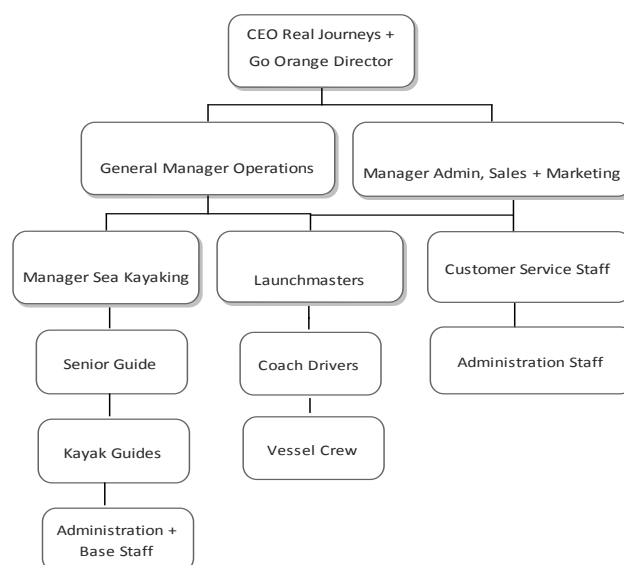 CEO Real Journeys +
Go Orange Director
General Manager Operations
Manager Admin, Sales + Marketing
Manager Sea Kayaking
Launchmasters
Customer Service Staff
Senior Guide
Coach Drivers
Administration Staff
Kayak Guides
Vessel Crew
Administration +
Base Staff